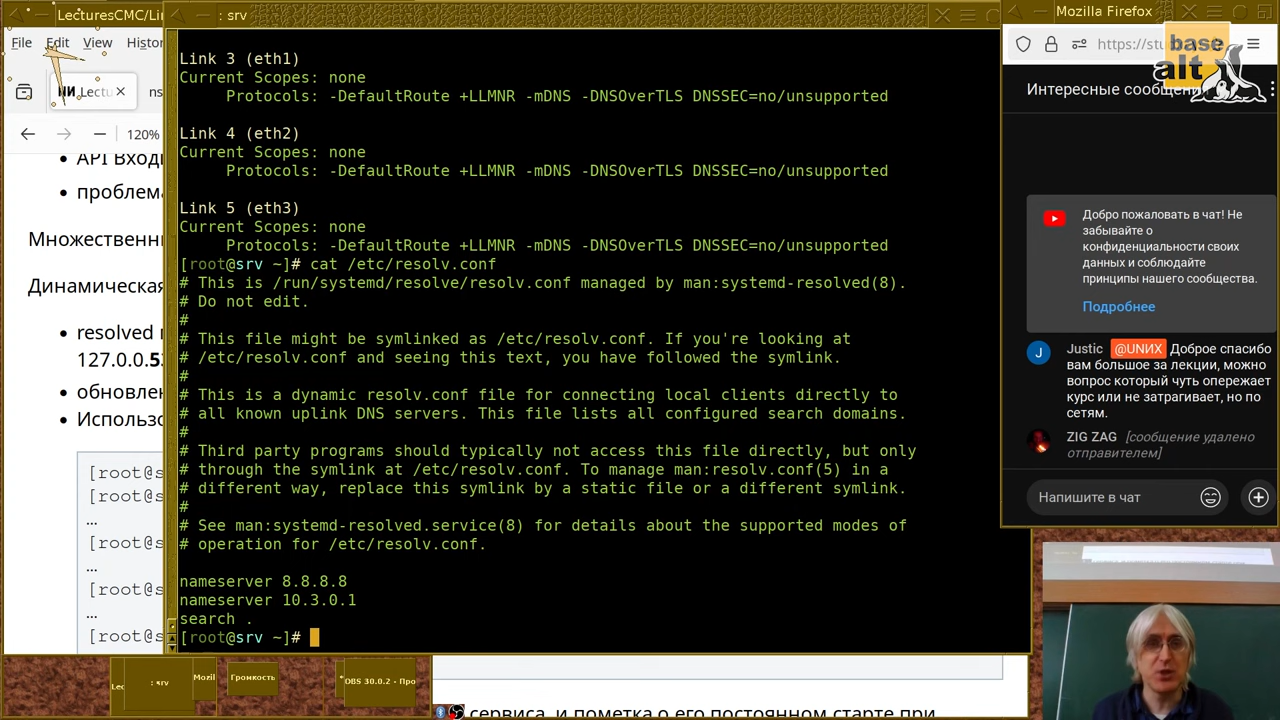 LecturesCMC/Li
: srv
Mozilla Firefox
File Edit View Histor
Lectu
ns
120%
https://stu
base
alt
Интересные сообщен
API Вход
проблема
Множественн
Динамическая
resolved
127.0.0.5
обновлен
Использо
[root@s
[root@s
…
[root@s
…
[root@s
…
[root@s
Link 3 (eth1)
Current Scopes: none
Protocols: -DefaultRoute +LLMNR -mDNS -DNSOverTLS DNSSEC=no/unsupported
Link 4 (eth2)
Current Scopes: none
Protocols: -DefaultRoute +LLMNR -mDNS -DNSOverTLS DNSSEC=no/unsupported
Link 5 (eth3)
Current Scopes: none
Protocols: -DefaultRoute +LLMNR -mDNS -DNSOverTLS DNSSEC=no/unsupported
[root@srv ~]# cat /etc/resolv.conf
# This is /run/systemd/resolve/resolv.conf managed by man:systemd-resolved(8).
# Do not edit.
#
# This file might be symlinked as /etc/resolv.conf. If you're looking at
# /etc/resolv.conf and seeing this text, you have followed the symlink.
#
# This is a dynamic resolv.conf file for connecting local clients directly to
# all known uplink DNS servers. This file lists all configured search domains.
#
# Third party programs should typically not access this file directly, but only
# through the symlink at /etc/resolv.conf. To manage man:resolv.conf(5) in a
# different way, replace this symlink by a static file or a different symlink.
#
# See man:systemd-resolved.service(8) for details about the supported modes of
# operation for /etc/resolv.conf.
nameserver 8.8.8.8
nameserver 10.3.0.1
search .
[root@srv ~]#
Добро пожаловать в чат! Не
забывайте о
конфиденциальности своих
данных и соблюдайте
принципы нашего сообщества.
Подробнее
J
Justic @UNИX Доброе спасибо
вам большое за лекции, можно
вопрос который чуть опережает
курс или не затрагивает, но по
сетям.
ZIG ZAG [сообщение удалено
отправителем]
Напишите в чат
Lec
: srv
Mozil
Громкость
OBS 30.0.2 - Про
сервиса, и пометка о его постоянном старте при